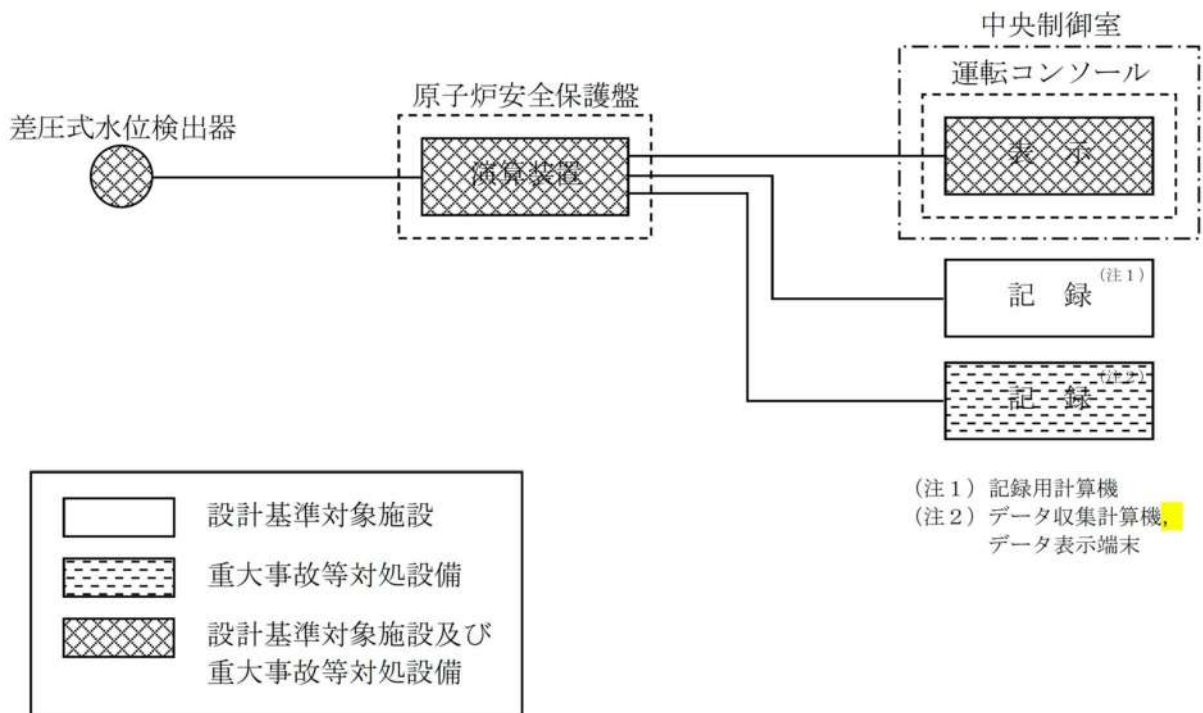 中央制御室
運転コンソール
原子炉安全保護盤
差圧式水位検出器
演算装置
表 示
記 録 (注1)
記 録 (注2)
(注1) 記録用計算機
(注2) データ収集計算機,
データ表示端末
設計基準対象施設
重大事故等対処設備
設計基準対象施設及び
重大事故等対処設備